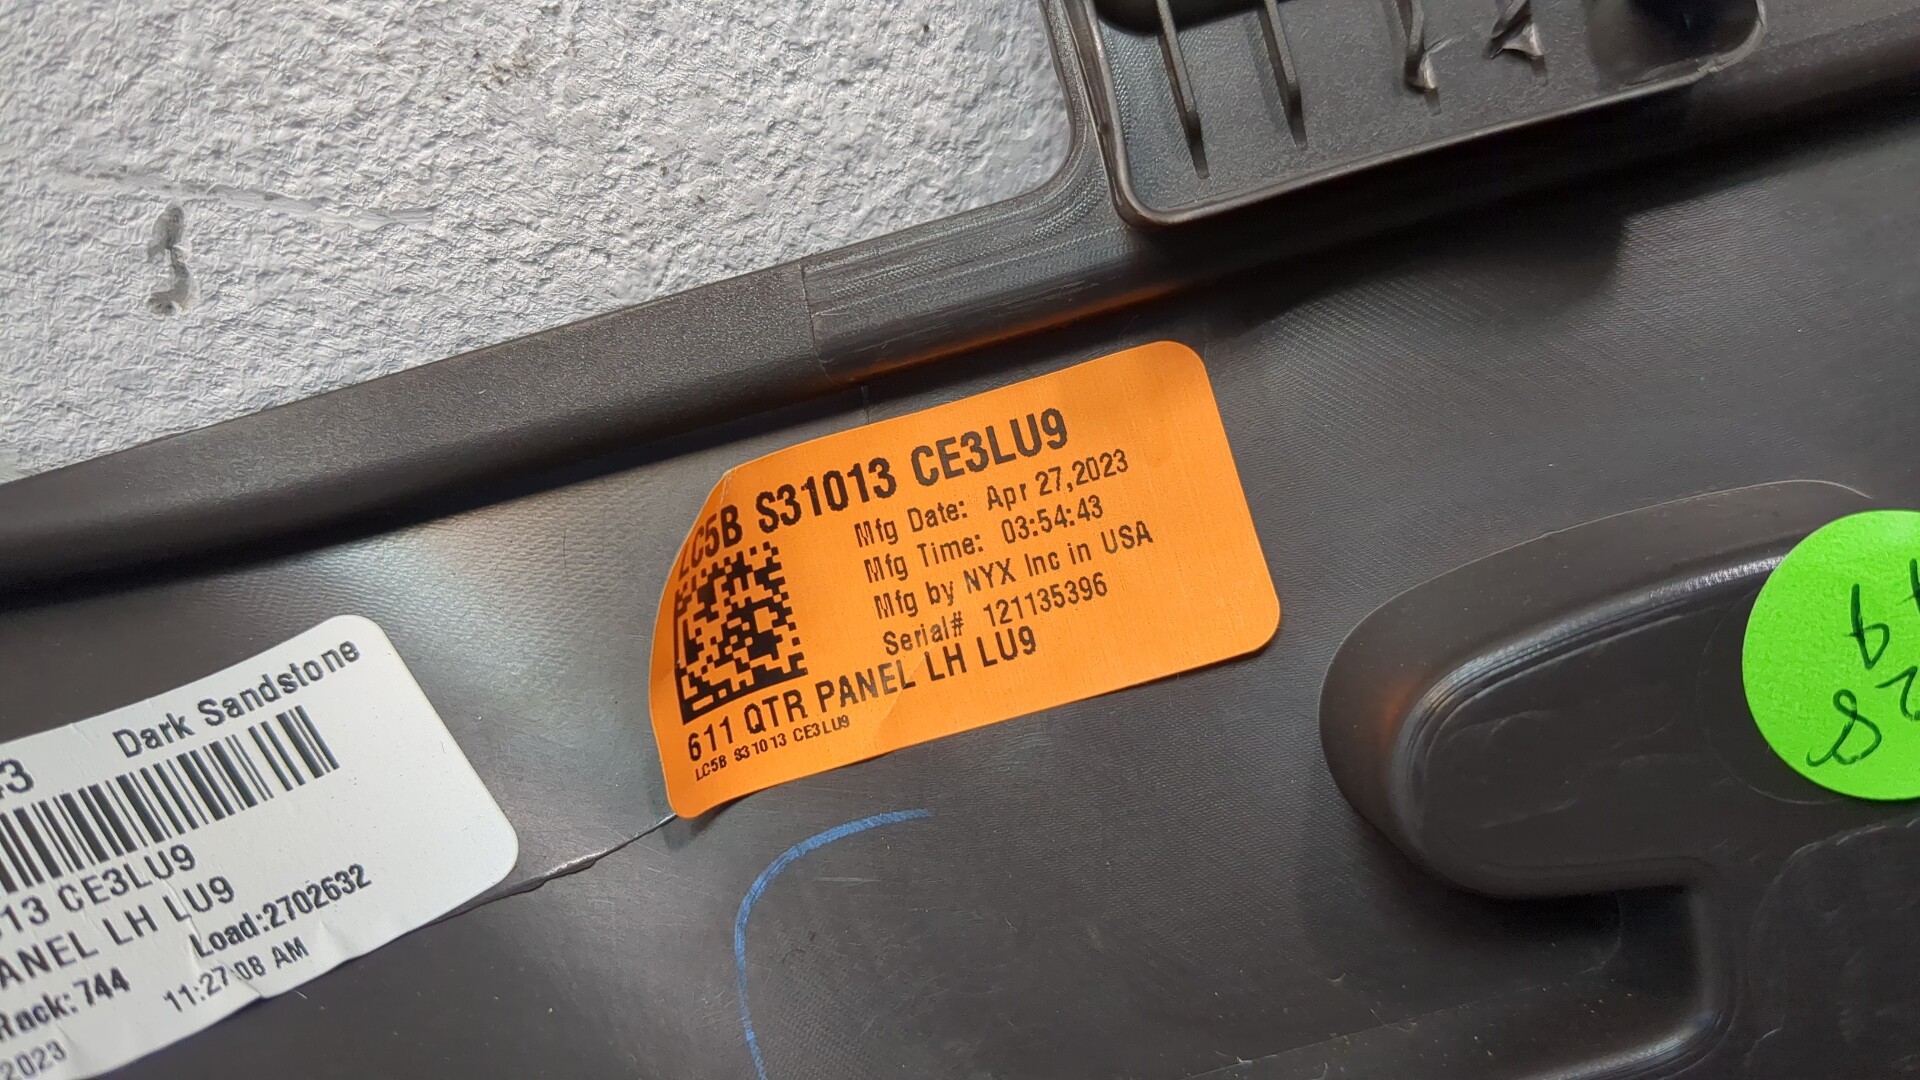 LC5B S31013 CE3LU9
Mfg Date: Apr 27,2023
Mfg Time: 03:54:43
Mfg by NYX Inc in USA
Serial# 121135396
611 QTR PANEL LH LU9
LC5B S31013 CE3LU9
3 Dark Sandstone
13 CE3LU9
ANEL LH LU9
Load:2702632
Rack:744
11:27:08 AM
2023